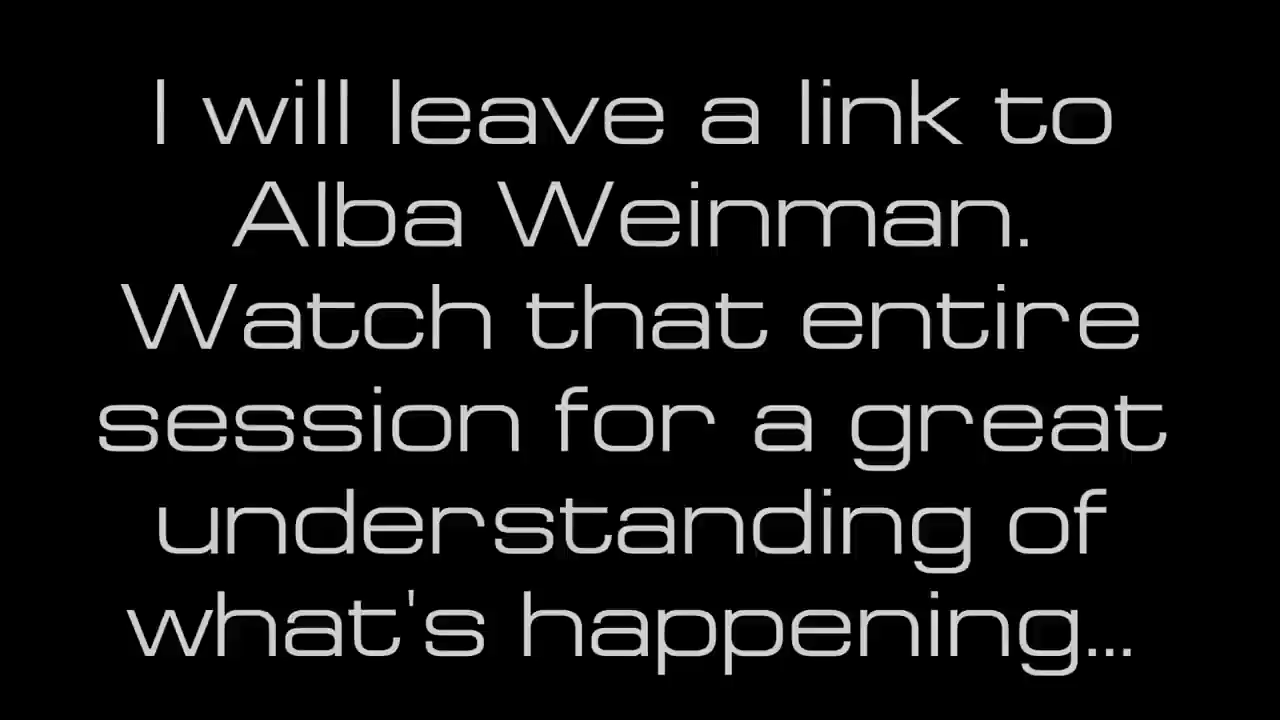 I will leave a link to
Alba Weinman.
Watch that entire
session for a great
understanding of
what's happening...